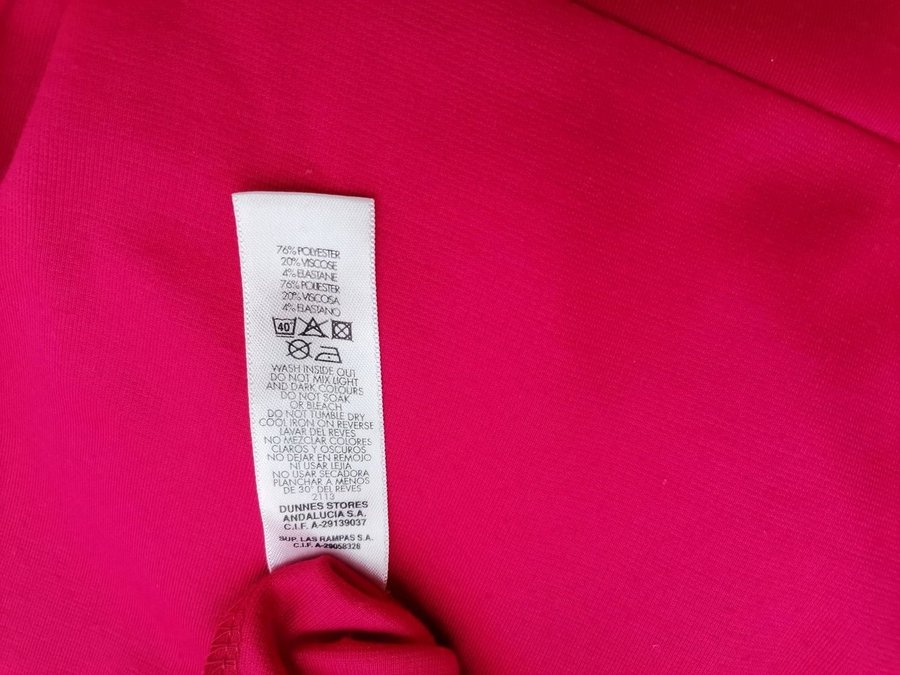 76% POLYESTER
20% VISCOSE
4% ELASTANE
76% POLIESTER
20% VISCOSA
4% ELASTANO
40°
WASH INSIDE OUT
DO NOT MIX LIGHT
AND DARK COLOURS
DO NOT SOAK
OR BLEACH
DO NOT TUMBLE DRY
COOL IRON ON REVERSE
LAVAR DEL REVES
NO MEZCLAR COLORES
CLAROS Y OSCUROS
NO DEJAR EN REMOJO
NI USAR LEJIA
NO USAR SECADORA
PLANCHAR A MENOS
DE 30° DEL REVES
2113
DUNNES STORES
ANDALUCIA S.A.
C.I.F. A-29139037
SUP. LAS RAMPAS S.A.
C.I.F. A-29058328